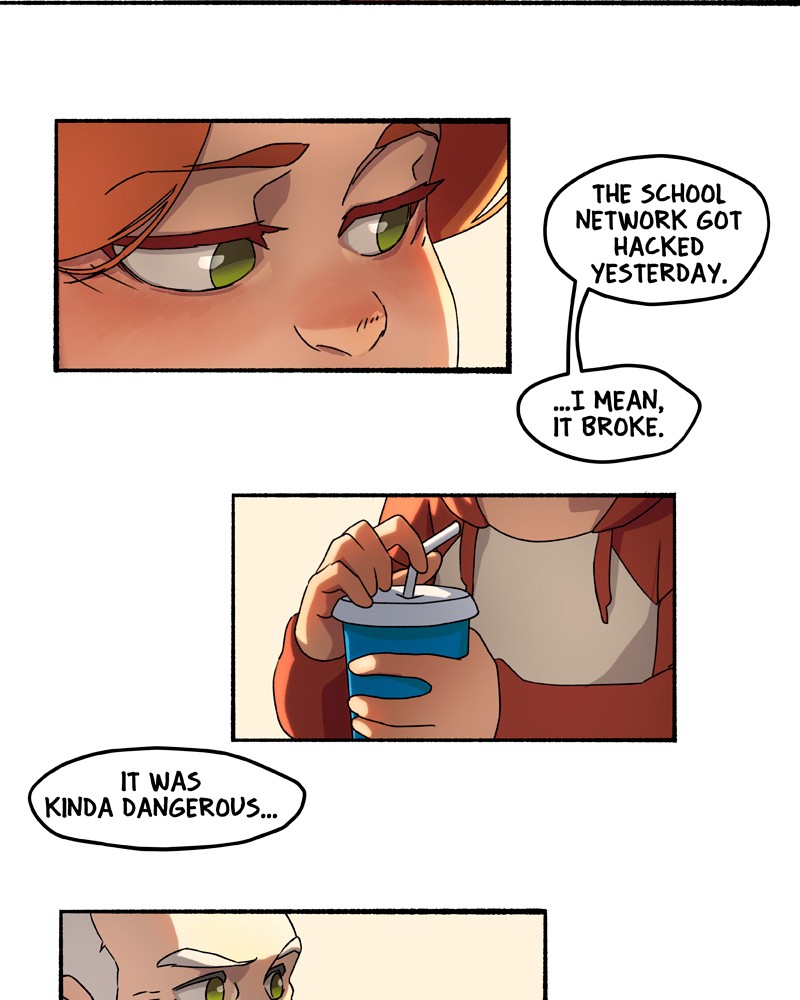 THE SCHOOL
NETWORK GOT
HACKED
YESTERDAY.
...I MEAN,
IT BROKE.
IT WAS
KINDA DANGEROUS...